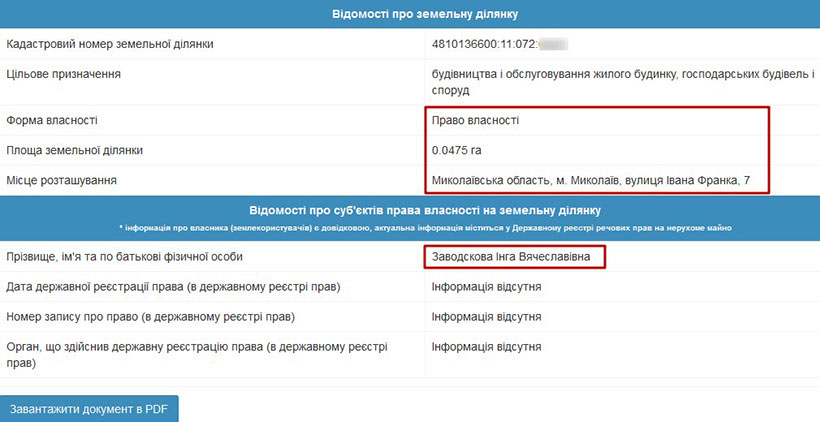 Відомості про земельну ділянку
Кадастровий номер земельної ділянки 4810136600:11:072:
Цільове призначення будівництва і обслуговування жилого будинку, господарських будівель і
споруд
Форма власності Право власності
Площа земельної ділянки 0.0475 га
Місце розташування Миколаївська область, м. Миколаїв, вулиця Івана Франка, 7
Відомості про суб'єктів права власності на земельну ділянку
* інформація про власника (землекористувачів) є довідковою, актуальна інформація міститься у Державному реєстрі речових прав на нерухоме майно
Прізвище, ім'я та по батькові фізичної особи Заводскова Інга Вячеславівна
Дата державної реєстрації права (в державному реєстрі прав) Інформація відсутня
Номер запису про право (в державному реєстрі прав) Інформація відсутня
Орган, що здійснив державну реєстрацію права (в державному реєстрі Інформація відсутня
прав)
Завантажити документ в PDF